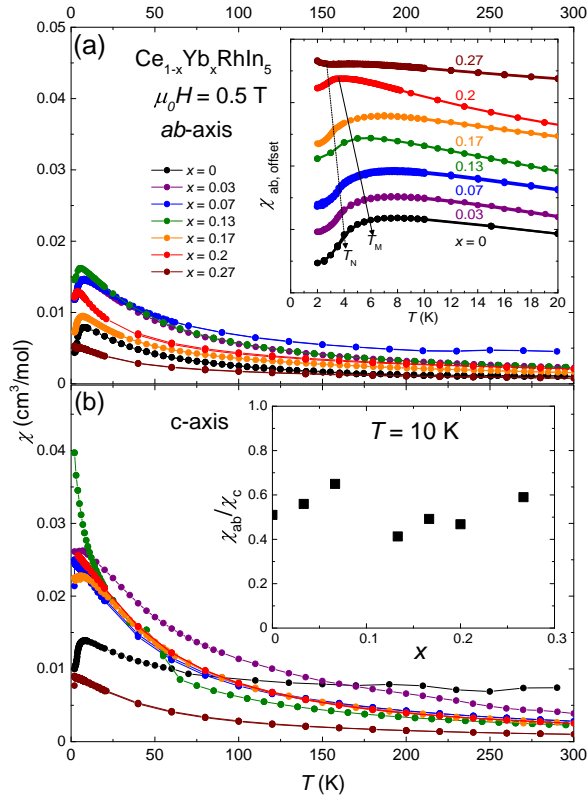 0 50 100 150 200 250 300
(a)
Ce1-xYbxRhIn5
μ0H = 0.5 T
ab-axis
x = 0
x = 0.03
x = 0.07
x = 0.13
x = 0.17
x = 0.2
x = 0.27
0.05
0.04
0.03
0.02
0.01
0
χab, offset
0.27
0.2
0.17
0.13
0.07
0.03
x = 0
TN
TM
0 2 4 6 8 10 12 14 16 18 20
T (K)
χ (cm3/mol)
(b)
c-axis
0.04
0.03
0.02
0.01
0
T = 10 K
χab/χc
1.0
0.8
0.6
0.4
0.2
0
0 0.1 0.2 0.3
x
0 50 100 150 200 250 300
T (K)